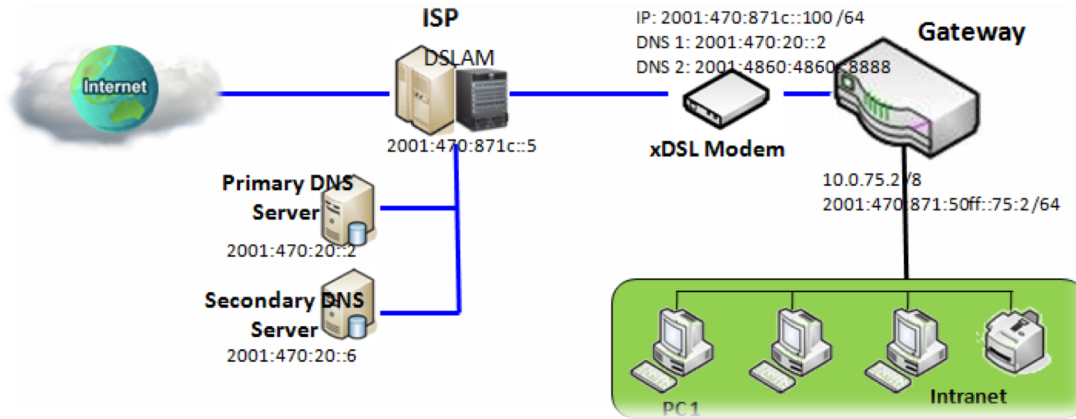 ISP
DSLAM
Internet
2001:470:871c::5
IP: 2001:470:871c::100 /64
DNS 1: 2001:470:20::2
DNS 2: 2001:4860:4860::8888
Gateway
xDSL Modem
10.0.75.2 /8
2001:470:871:50ff::75:2 /64
Primary DNS
Server
2001:470:20::2
Secondary DNS
Server
2001:470:20::6
PC1
Intranet